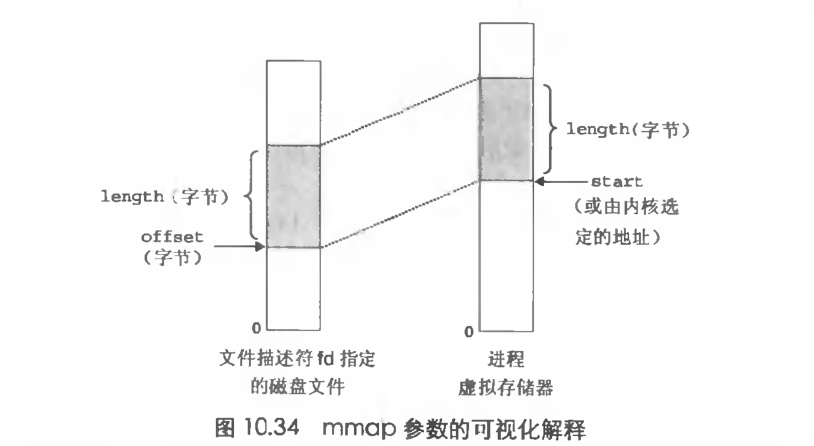 length(字节)
length(字节)
start
(或由内核选
定的地址)
offset
(字节)
0
0
文件描述符 fd 指定
的磁盘文件
进程
虚拟存储器
图 10.34 mmap 参数的可视化解释